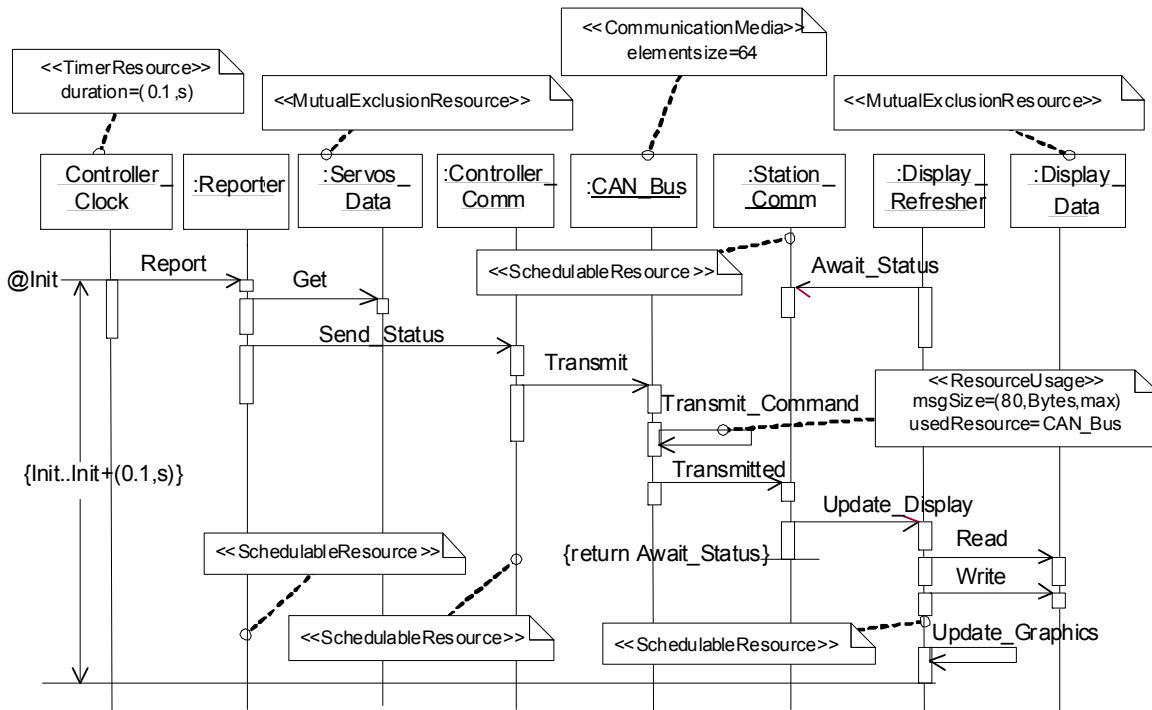 <<CommunicationMedia>>
elementsize=64
<<TimerResource>>
duration=(0.1,s)
<<MutualExclusionResource>>
<<MutualExclusionResource>>
Controller_
Clock
:Reporter
:Servos_
Data
:Controller_
Comm
:CAN_Bus
:Station_
Comm
:Display_
Refresher
:Display_
Data
@Init
Report
Get
<<SchedulableResource >>
Await_Status
Send_Status
Transmit
<<ResourceUsage>>
msgSize=(80,Bytes,max)
usedResource=CAN_Bus
Transmit_Command
{Init..Init+(0.1,s)}
Transmitted
Update_Display
<<SchedulableResource >>
{return Await_Status}
Read
Write
<<SchedulableResource>>
<<SchedulableResource>>
Update_Graphics